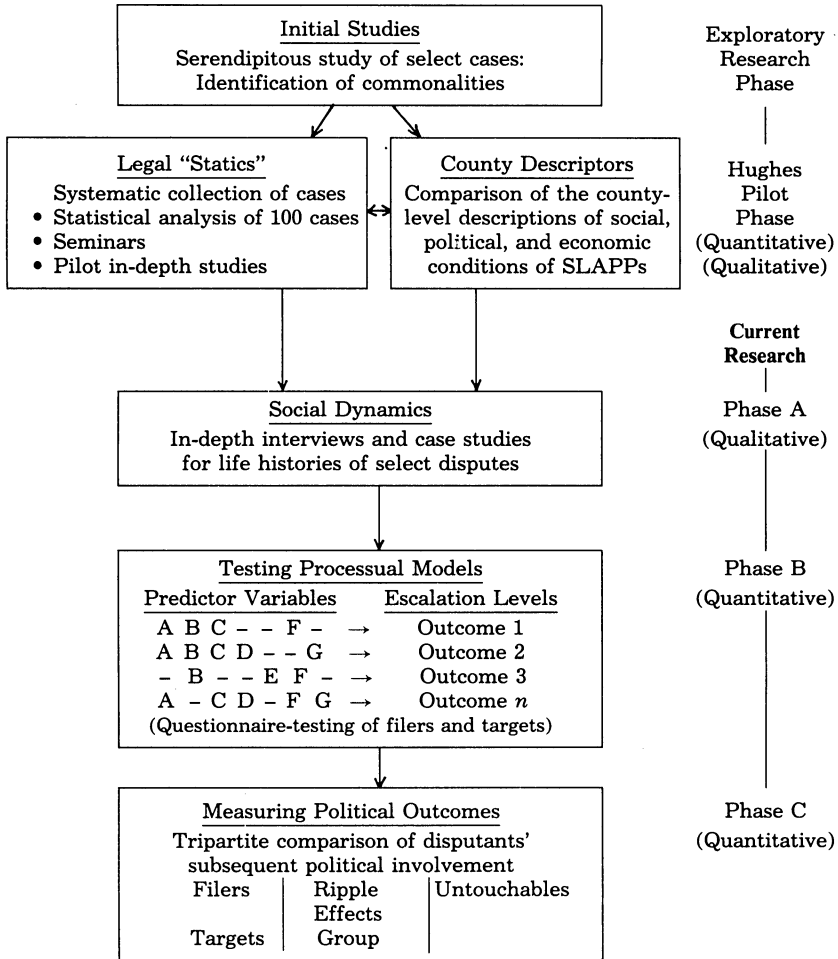 Initial Studies
Serendipitous study of select cases:
Identification of commonalities
Exploratory
Research
Phase
Legal “Statics”
Systematic collection of cases
• Statistical analysis of 100 cases
• Seminars
• Pilot in-depth studies
County Descriptors
Comparison of the county-
level descriptions of social,
political, and economic
conditions of SLAPPs
Hughes
Pilot
Phase
(Quantitative)
(Qualitative)
Current
Research
Social Dynamics
In-depth interviews and case studies
for life histories of select disputes
Phase A
(Qualitative)
Testing Processual Models
Predictor Variables Escalation Levels
A B C – – F – → Outcome 1
A B C D – – G → Outcome 2
– B – – E F – → Outcome 3
A – C D – F G → Outcome n
(Questionnaire-testing of filers and targets)
Phase B
(Quantitative)
Measuring Political Outcomes
Tripartite comparison of disputants’
subsequent political involvement
Filers
Targets
Ripple
Effects
Group
Untouchables
Phase C
(Quantitative)